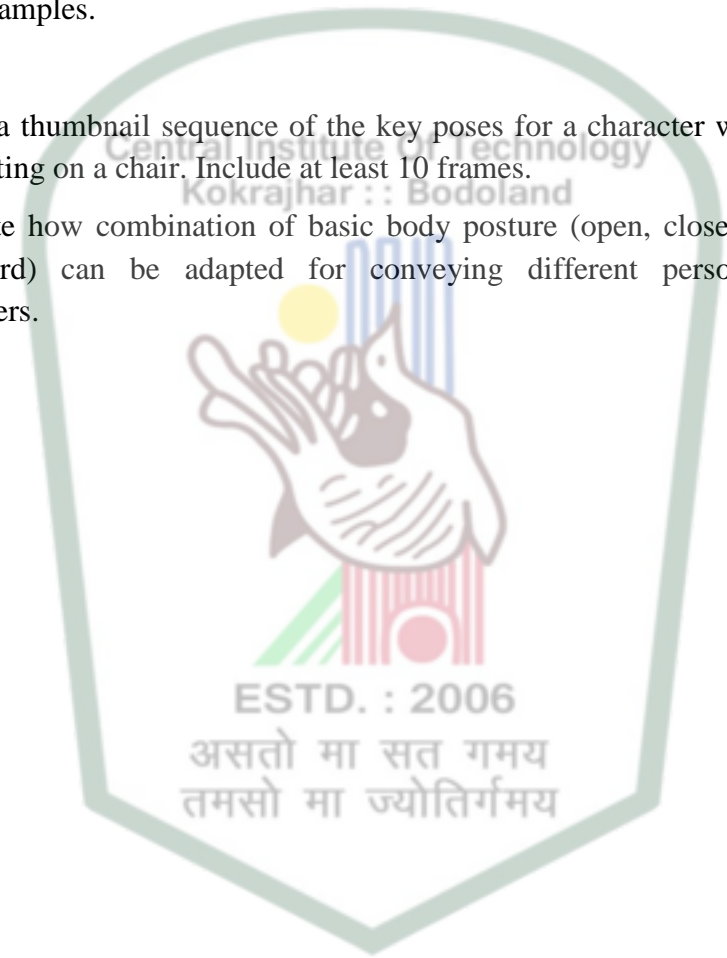 amples.
a thumbnail sequence of the key poses for a character w
ting on a chair. Include at least 10 frames.
te how combination of basic body posture (open, close
rd) can be adapted for conveying different perso
ers.
Central Institute Of Technology
Kokrajhar : : Bodoland
ESTD. : 2006
असतो मा सत गमय
तमसो मा ज्योतिर्गमय